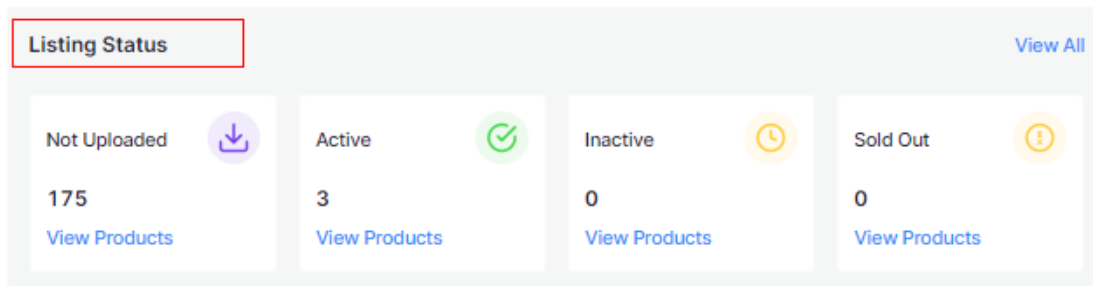 Listing Status
View All
Not Uploaded
175
View Products
Active
3
View Products
Inactive
0
View Products
Sold Out
0
View Products